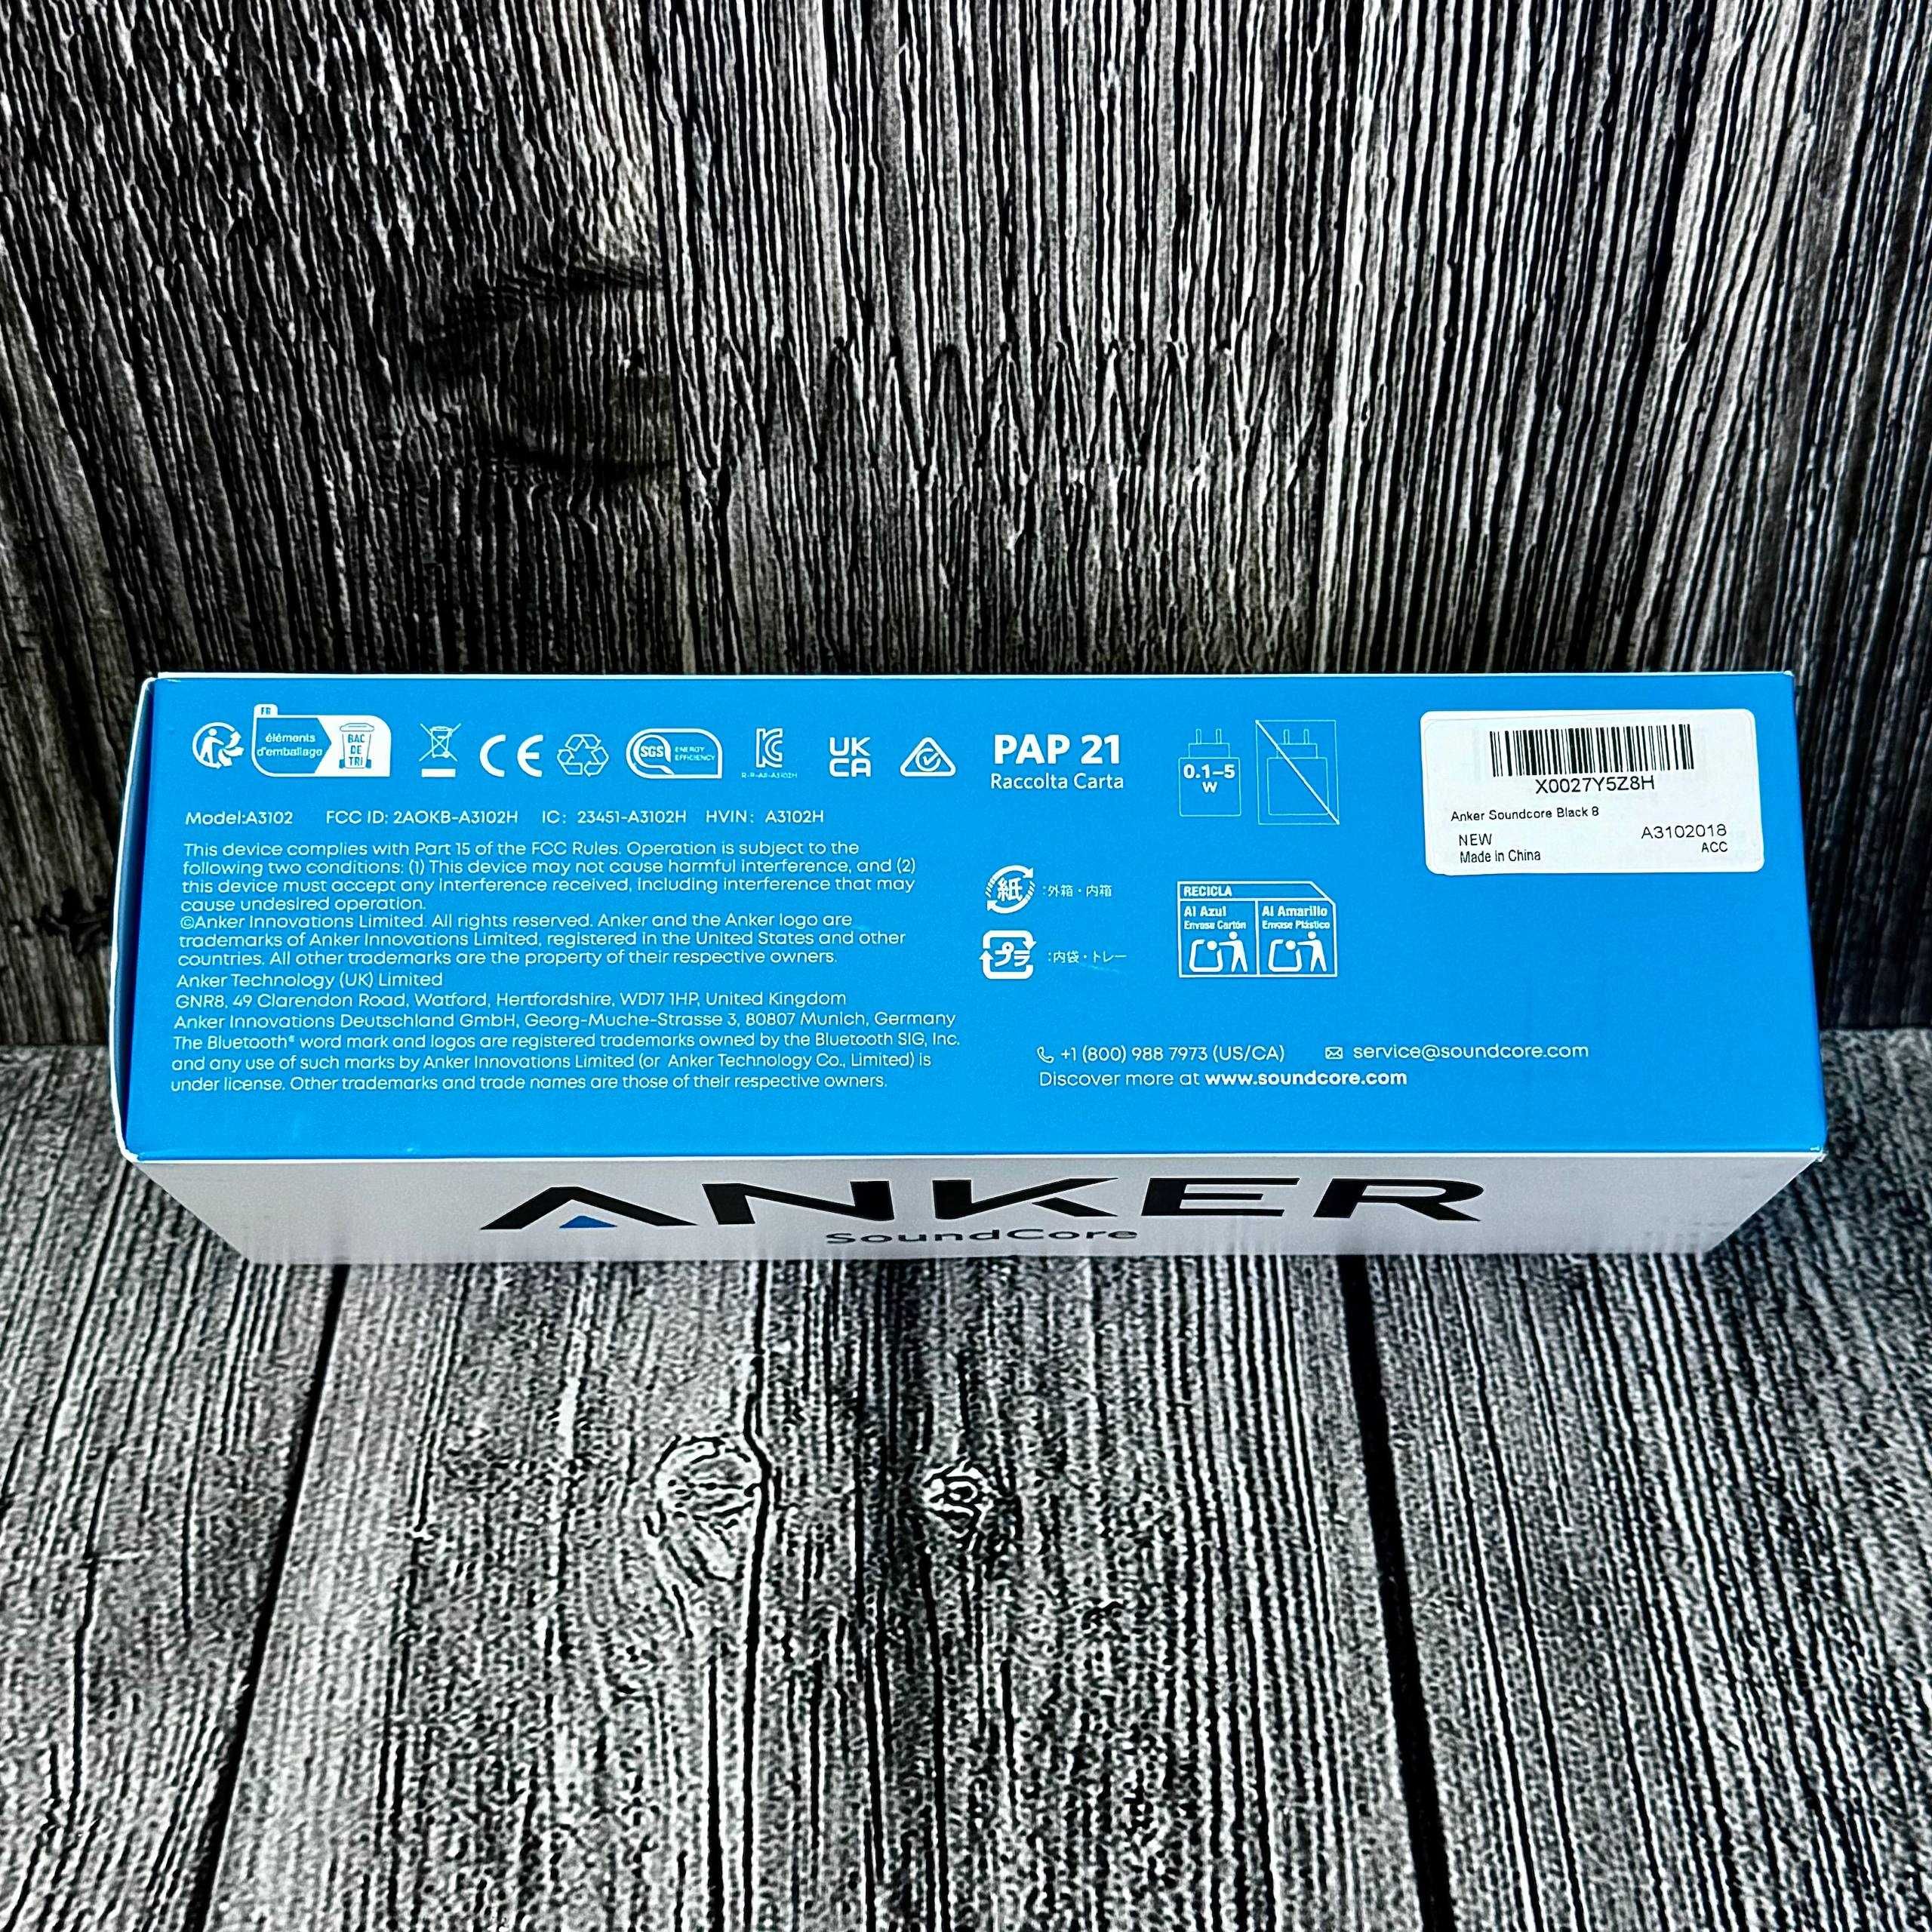 FR
éléments
d'emballage
BAC
DE
TRI
CE
SGS
ENERGY
EFFICIENCY
R-R-AnI-A3102H
UK
CA
PAP 21
Raccolta Carta
0.1–5
W
X0027Y5Z8H
Anker Soundcore Black 8
NEW
A3102018
Made in China
ACC
Model:A3102 FCC ID: 2AOKB-A3102H IC: 23451-A3102H HVIN: A3102H
This device complies with Part 15 of the FCC Rules. Operation is subject to the
following two conditions: (1) This device may not cause harmful interference, and (2)
this device must accept any interference received, including interference that may
cause undesired operation.
©Anker Innovations Limited. All rights reserved. Anker and the Anker logo are
trademarks of Anker Innovations Limited, registered in the United States and other
countries. All other trademarks are the property of their respective owners.
Anker Technology (UK) Limited
GNR8, 49 Clarendon Road, Watford, Hertfordshire, WD17 1HP, United Kingdom
Anker Innovations Deutschland GmbH, Georg-Muche-Strasse 3, 80807 Munich, Germany
The Bluetooth® word mark and logos are registered trademarks owned by the Bluetooth SIG, Inc.
and any use of such marks by Anker Innovations Limited (or Anker Technology Co., Limited) is
under license. Other trademarks and trade names are those of their respective owners.
紙 :外箱・内箱
プラ :内袋・トレー
RECICLA
Al Azul
Envase Cartón
Al Amarillo
Envase Plástico
+1 (800) 988 7973 (US/CA) service@soundcore.com
Discover more at www.soundcore.com
ANKER
SoundCore